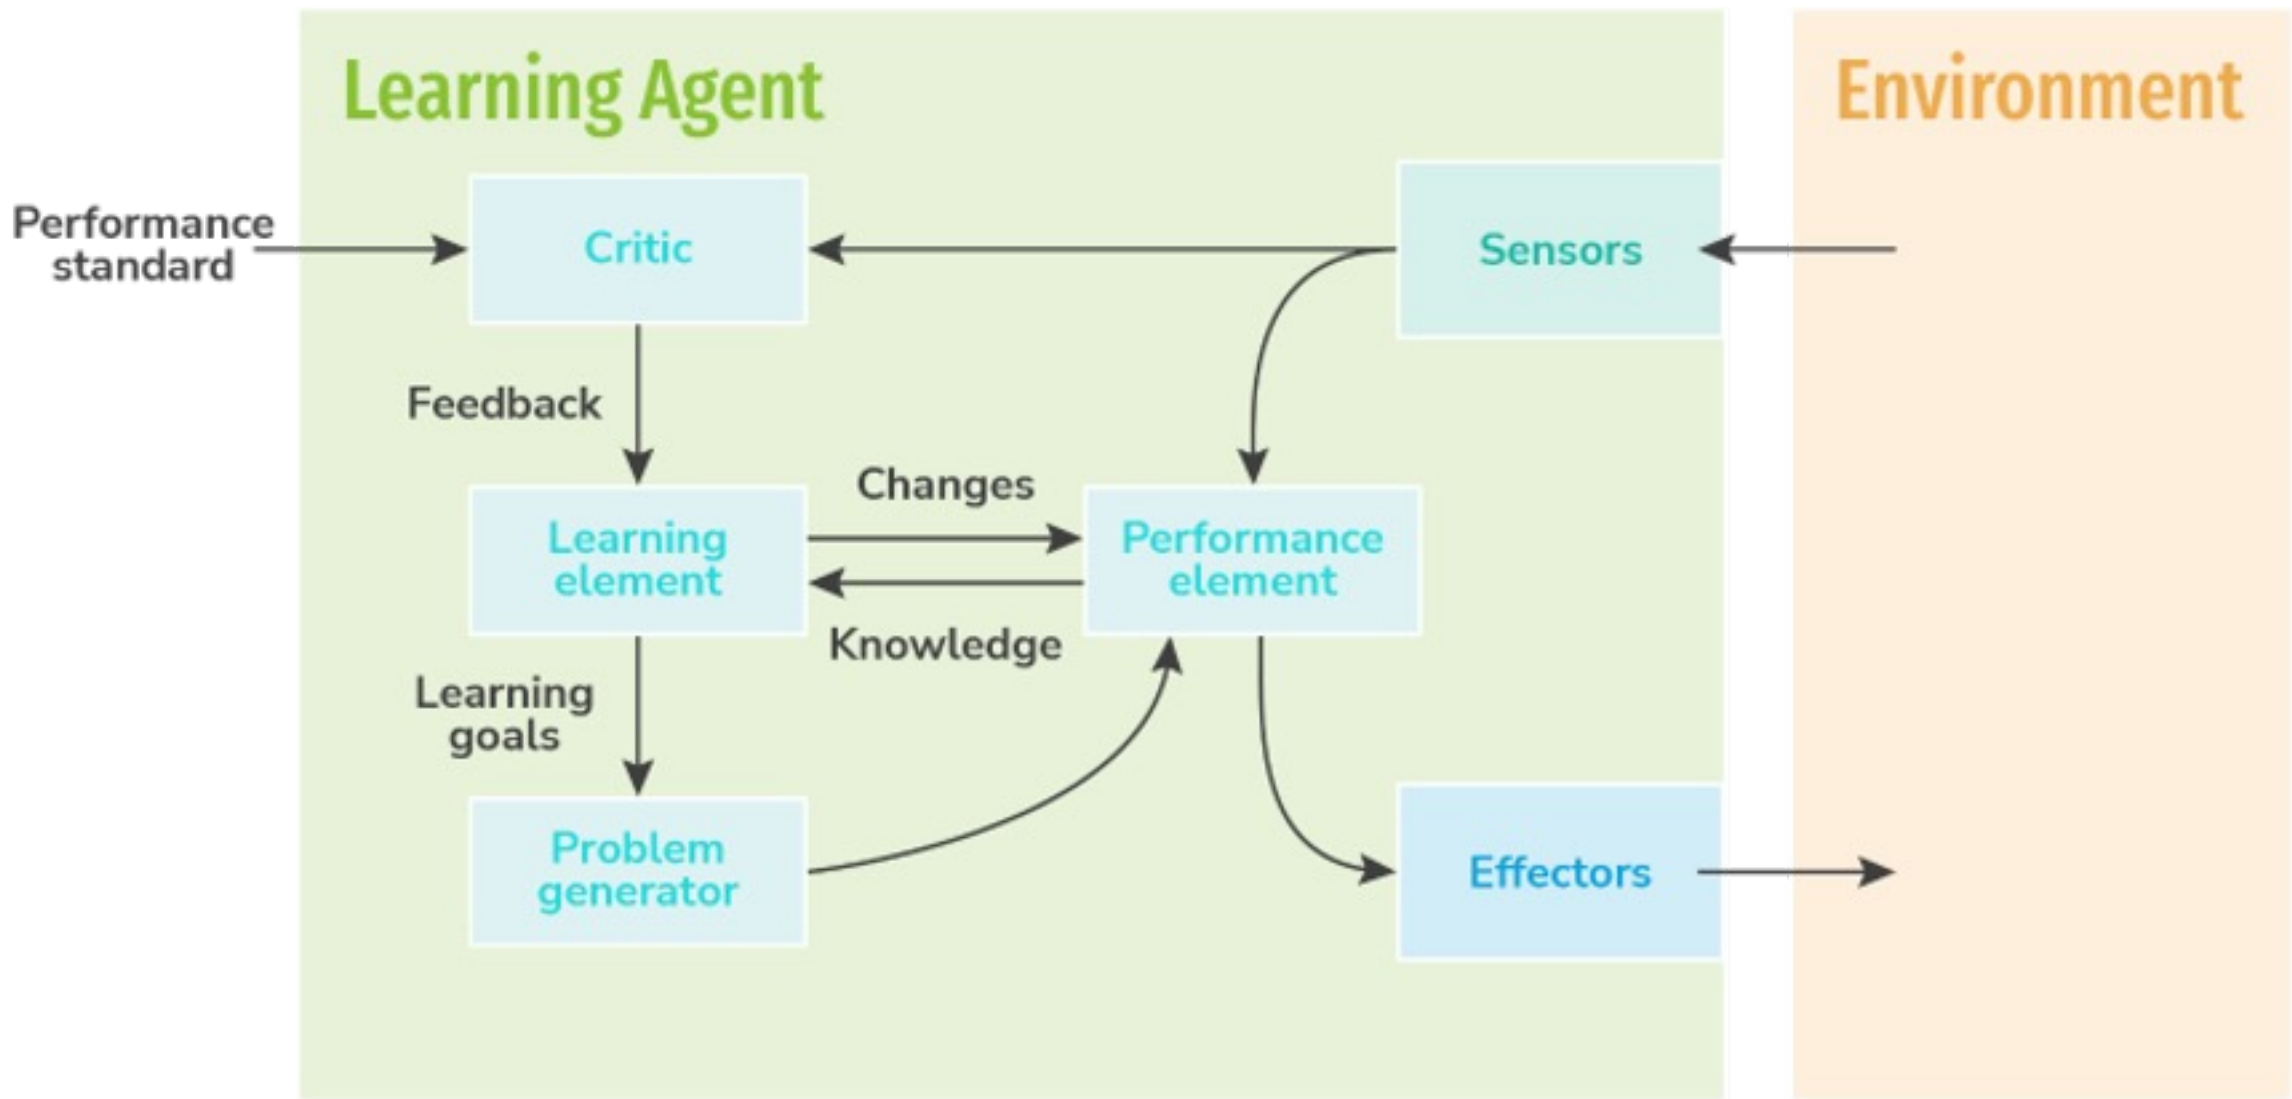 Learning Agent
Environment
Performance
standard
Critic
Sensors
Feedback
Changes
Learning
element
Performance
element
Knowledge
Learning
goals
Problem
generator
Effectors